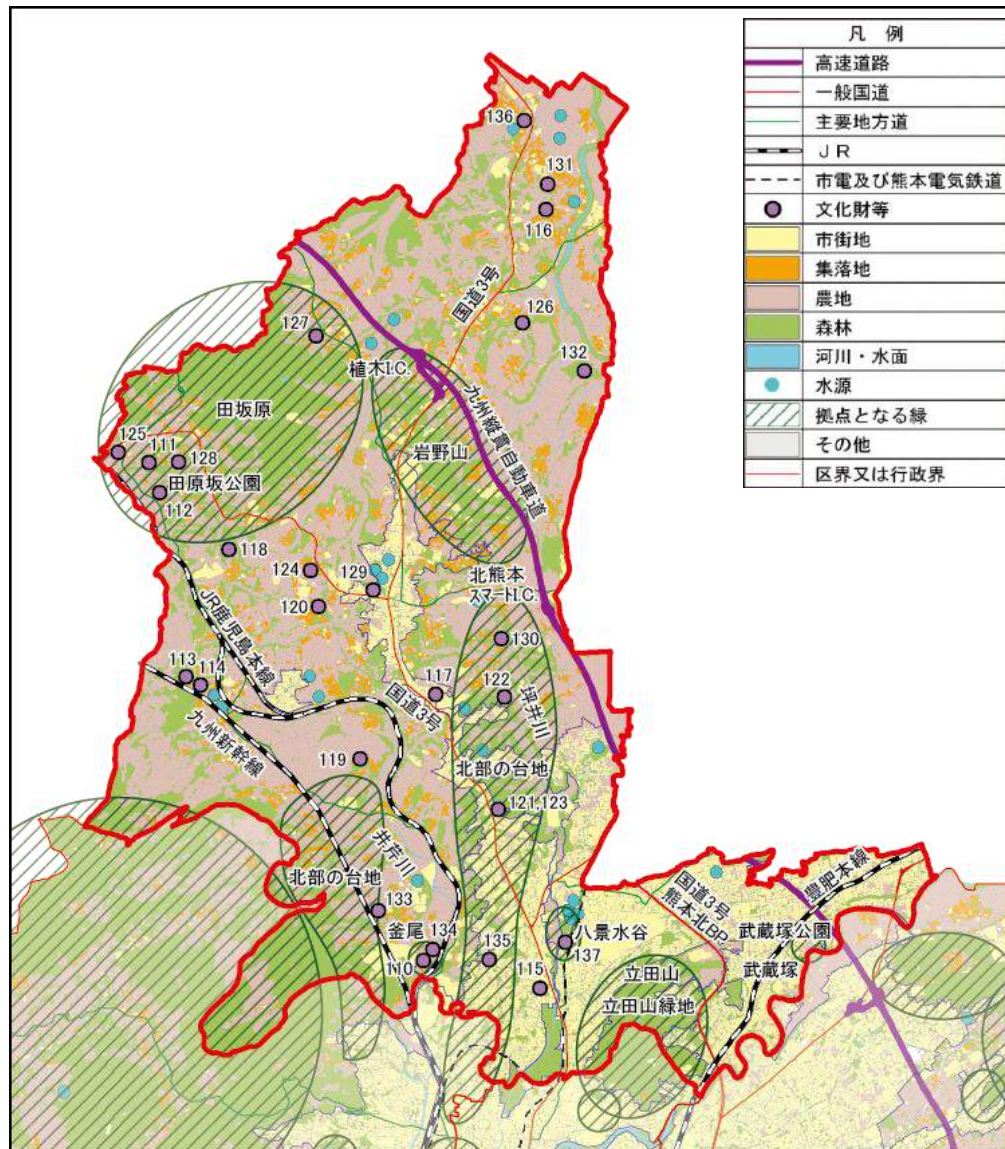 凡 例
高速道路
一般国道
主要地方道
JR
市電及び熊本電気鉄道
文化財等
市街地
集落地
農地
森林
河川・水面
水源
拠点となる緑
その他
区界又は行政界
136
131
116
国道3号
126
127
植木I.C.
132
田坂原
九州縦貫自動車道
岩野山
125
111
128
田原坂公園
112
118
124
129
北熊本
スマートI.C.
120
JR鹿児島本線
130
113
114
117
122
坪井川
国道3号
九州新幹線
119
北部の台地
121,123
井芹川
北部の台地
国道3号
熊本北BP
豊肥本線
133
釜尾
134
110
135
八景水谷
137
武蔵塚公園
武蔵塚
115
立田山
立田山緑地